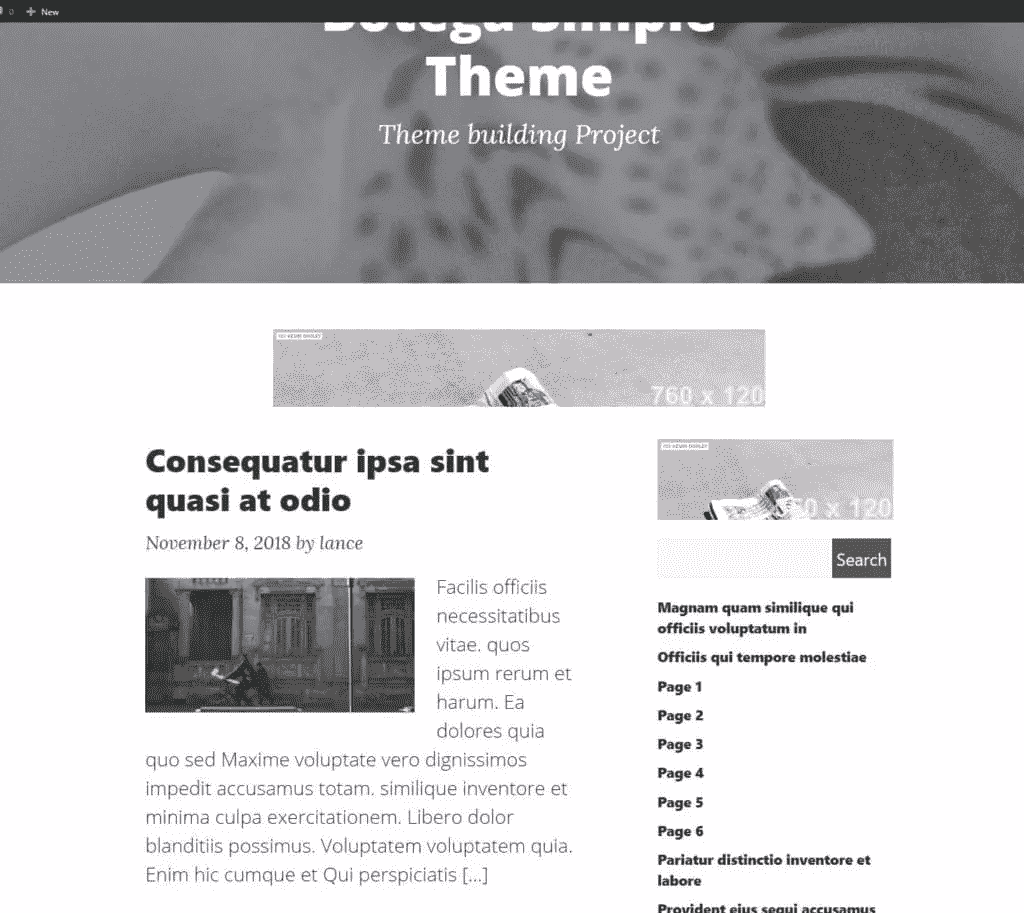 0 New
Botega Simple
Theme
Theme building Project
760 x 120
Consequatur ipsa sint
quasi at odio
November 8, 2018 by lance
Facilis officiis
necessitatibus
vitae. quos
ipsum rerum et
harum. Ea
dolores quia
quo sed Maxime voluptate vero dignissimos
impedit accusamus totam. similique inventore et
minima culpa exercitationem. Libero dolor
blanditiis possimus. Voluptatem voluptatem quia.
Enim hic cumque et Qui perspiciatis [...]
x 120
Search
Magnam quam similique qui
officiis voluptatum in
Officiis qui tempore molestiae
Page 1
Page 2
Page 3
Page 4
Page 5
Page 6
Pariatur distinctio inventore et
labore
Provident eius sequi accusamus